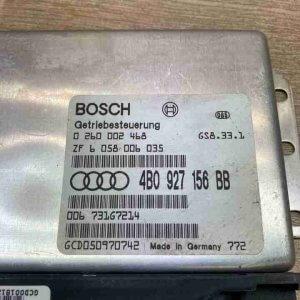 BOSCH
Getriebesteuerung
0 260 002 468
GS8.33.1
ZF 6 058 006 035
4B0 927 156 BB
006 73167214
GCD050970742 Made in Germany 772